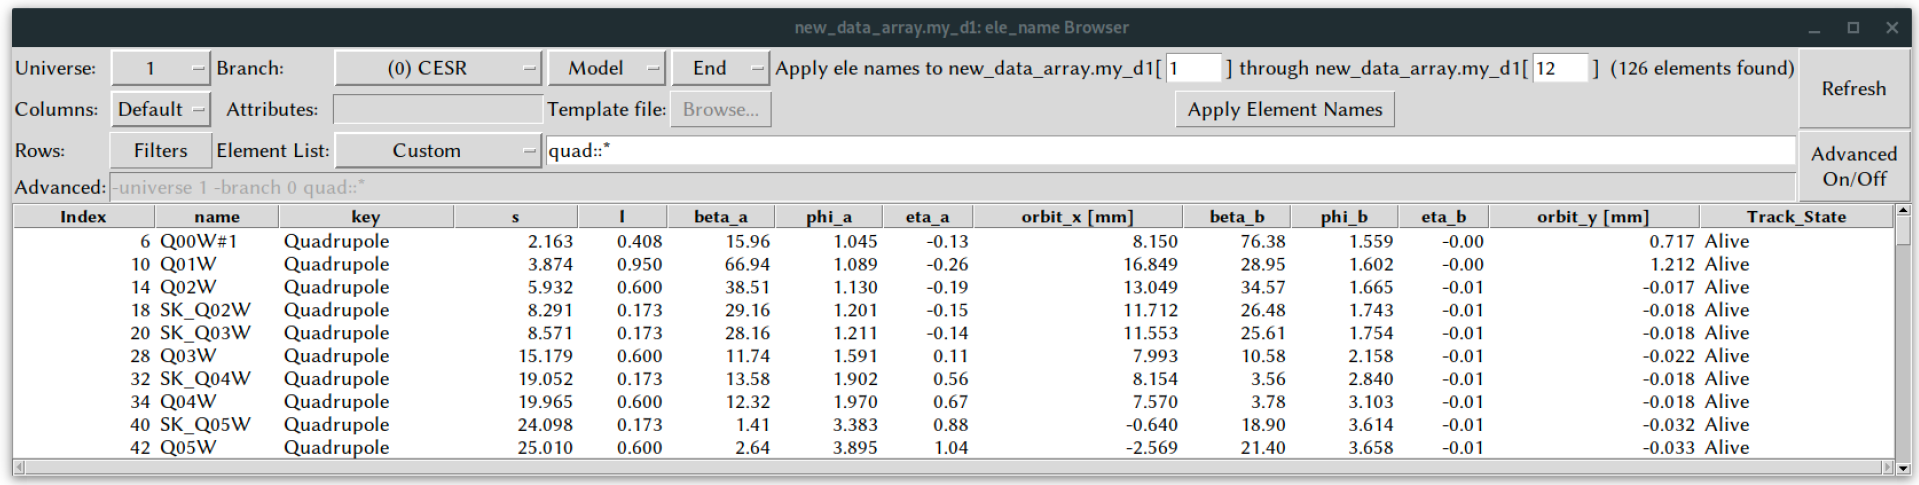 new_data_array.my_d1: ele_name Browser
Universe: 1 Branch: (0) CESR Model End Apply ele names to new_data_array.my_d1[ 1 ] through new_data_array.my_d1[ 12 ] (126 elements found)
Refresh
Columns: Default Attributes: Template file: Browse... Apply Element Names
Rows: Filters Element List: Custom quad::*
Advanced On/Off
Advanced: -universe 1 -branch 0 quad::*
Index name key s l beta_a phi_a eta_a orbit_x [mm] beta_b phi_b eta_b orbit_y [mm] Track_State
6 Q00W#1 Quadrupole 2.163 0.408 15.96 1.045 -0.13 8.150 76.38 1.559 -0.00 0.717 Alive
10 Q01W Quadrupole 3.874 0.950 66.94 1.089 -0.26 16.849 28.95 1.602 -0.00 1.212 Alive
14 Q02W Quadrupole 5.932 0.600 38.51 1.130 -0.19 13.049 34.57 1.665 -0.01 -0.017 Alive
18 SK_Q02W Quadrupole 8.291 0.173 29.16 1.201 -0.15 11.712 26.48 1.743 -0.01 -0.018 Alive
20 SK_Q03W Quadrupole 8.571 0.173 28.16 1.211 -0.14 11.553 25.61 1.754 -0.01 -0.018 Alive
28 Q03W Quadrupole 15.179 0.600 11.74 1.591 0.11 7.993 10.58 2.158 -0.01 -0.022 Alive
32 SK_Q04W Quadrupole 19.052 0.173 13.58 1.902 0.56 8.154 3.56 2.840 -0.01 -0.018 Alive
34 Q04W Quadrupole 19.965 0.600 12.32 1.970 0.67 7.570 3.78 3.103 -0.01 -0.018 Alive
40 SK_Q05W Quadrupole 24.098 0.173 1.41 3.383 0.88 -0.640 18.90 3.614 -0.01 -0.032 Alive
42 Q05W Quadrupole 25.010 0.600 2.64 3.895 1.04 -2.569 21.40 3.658 -0.01 -0.033 Alive